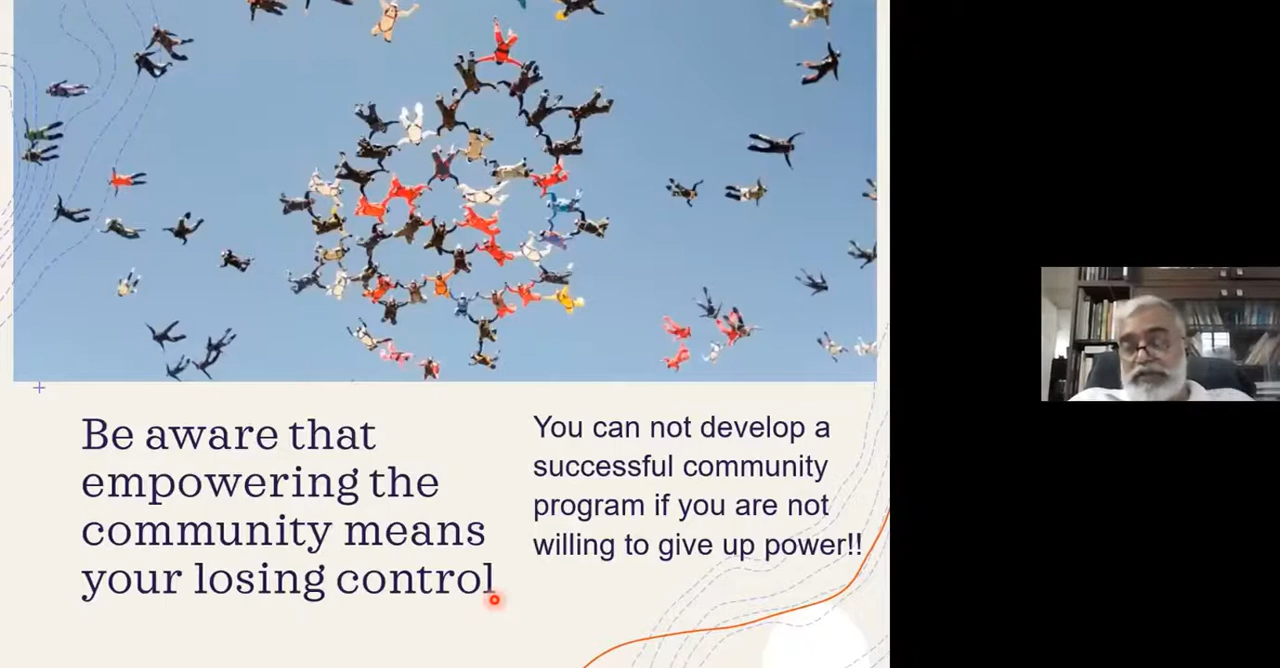 Be aware that
empowering the
community means
your losing control
You can not develop a
successful community
program if you are not
willing to give up power!!